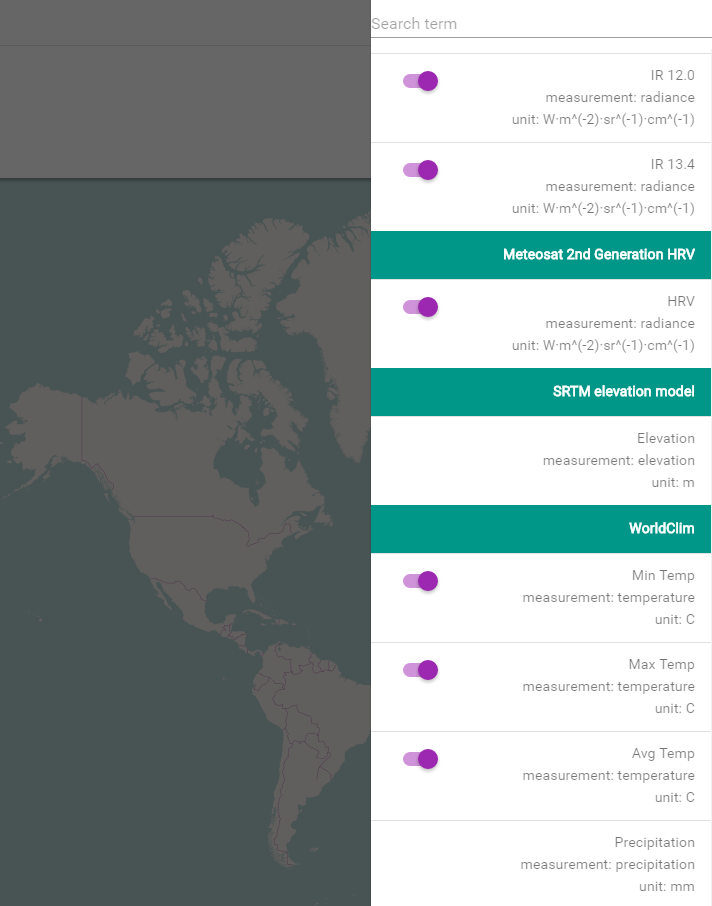 Search term
IR 12.0
measurement: radiance
unit: W·m^(-2)·sr^(-1)·cm^(-1)
IR 13.4
measurement: radiance
unit: W·m^(-2)·sr^(-1)·cm^(-1)
Meteosat 2nd Generation HRV
HRV
measurement: radiance
unit: W·m^(-2)·sr^(-1)·cm^(-1)
SRTM elevation model
Elevation
measurement: elevation
unit: m
WorldClim
Min Temp
measurement: temperature
unit: C
Max Temp
measurement: temperature
unit: C
Avg Temp
measurement: temperature
unit: C
Precipitation
measurement: precipitation
unit: mm